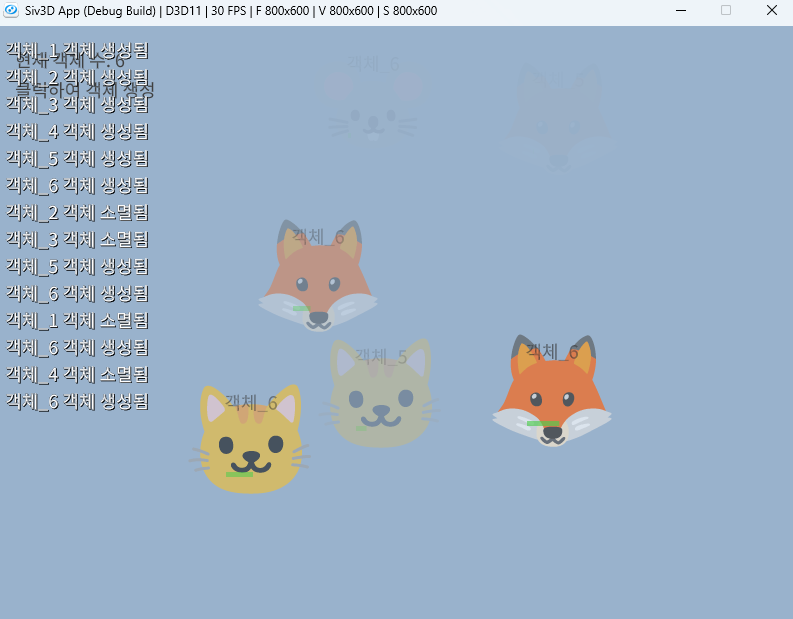 Siv3D App (Debug Build) | D3D11 | 30 FPS | F 800x600 | V 800x600 | S 800x600
객체_1 객체 생성됨
현재 객체 수: 6
객체_2 객체 생성됨
클릭하여 객체 생성
객체_3 객체 생성됨
객체_4 객체 생성됨
객체_5 객체 생성됨
객체_6 객체 생성됨
객체_2 객체 소멸됨
객체_3 객체 소멸됨
객체_5 객체 생성됨
객체_6 객체 생성됨
객체_1 객체 소멸됨
객체_6 객체 생성됨
객체_4 객체 소멸됨
객체_6 객체 생성됨
객체_6
객체_6
객체_5
객체_6
객체_6